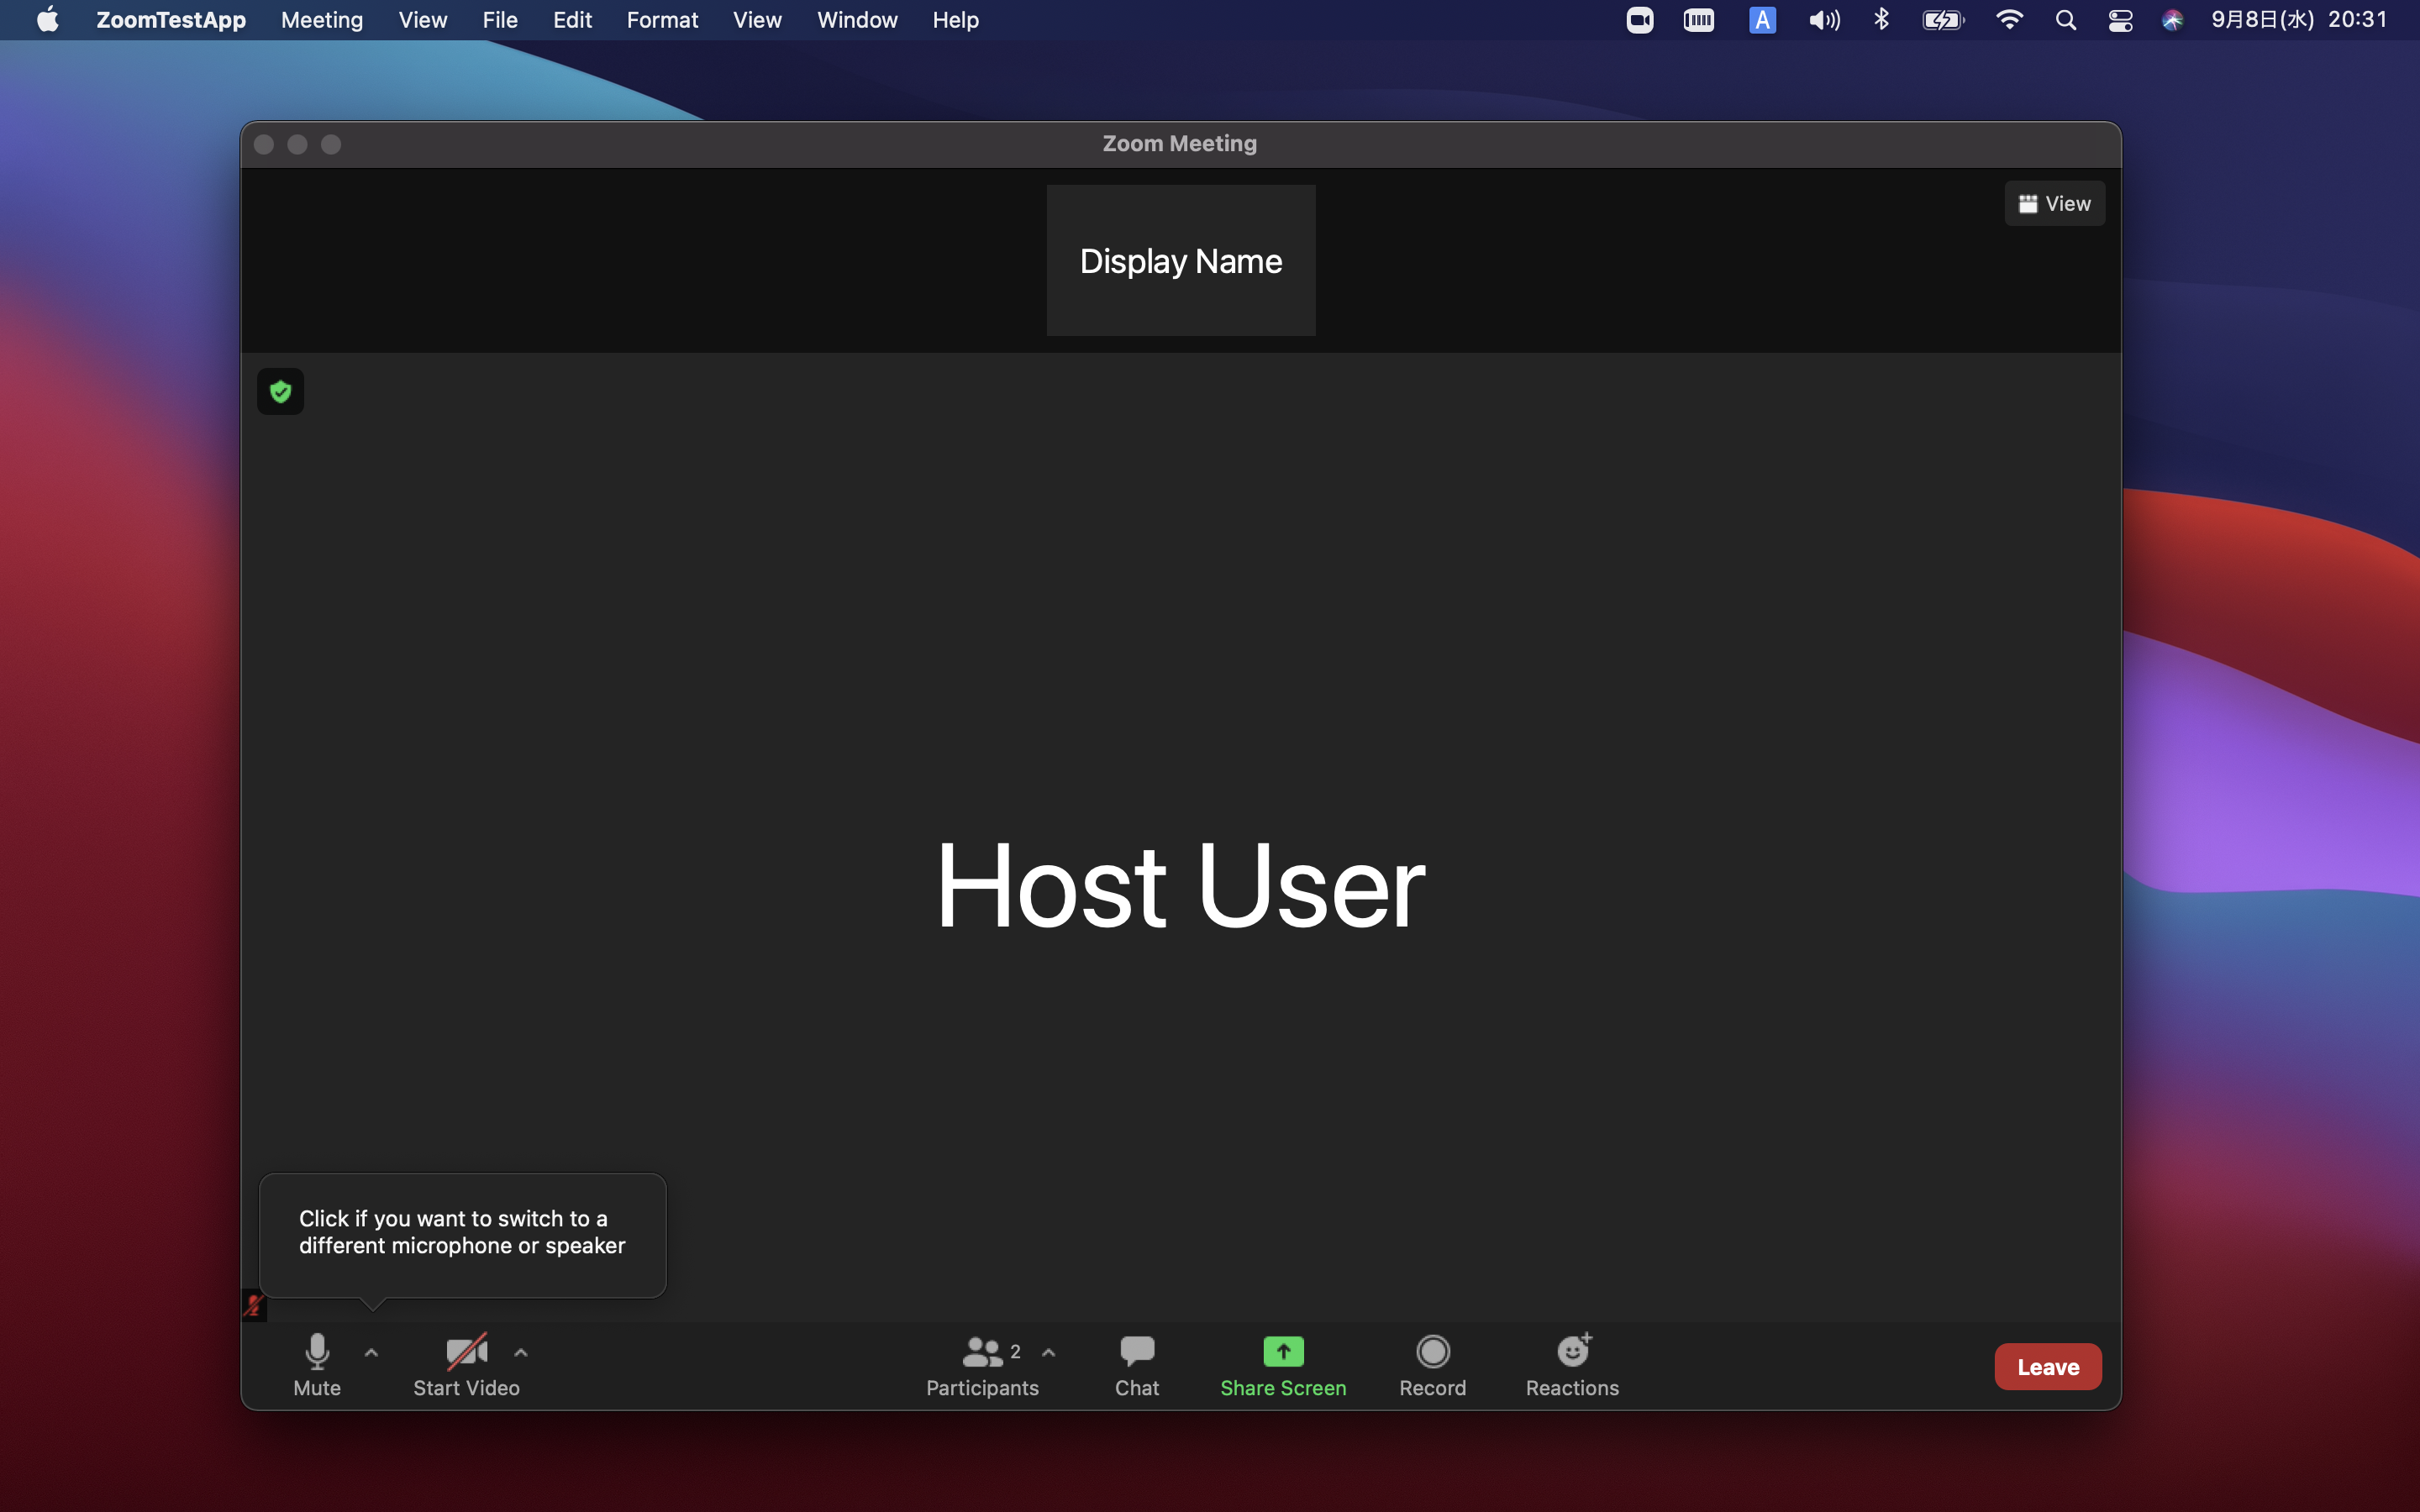 ZoomTestApp Meeting View File Edit Format View Window Help A 9月8日(水) 20:31
Zoom Meeting
View
Display Name
Host User
Click if you want to switch to a
different microphone or speaker
2
Mute Start Video Participants Chat Share Screen Record Reactions Leave